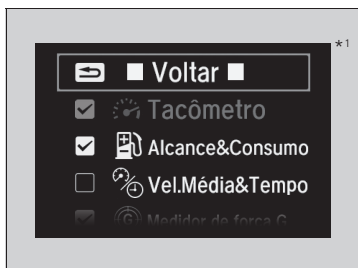 *1
■ Voltar ■
Tacômetro
Alcance&Consumo
Vel.Média&Tempo
Medidor de força G